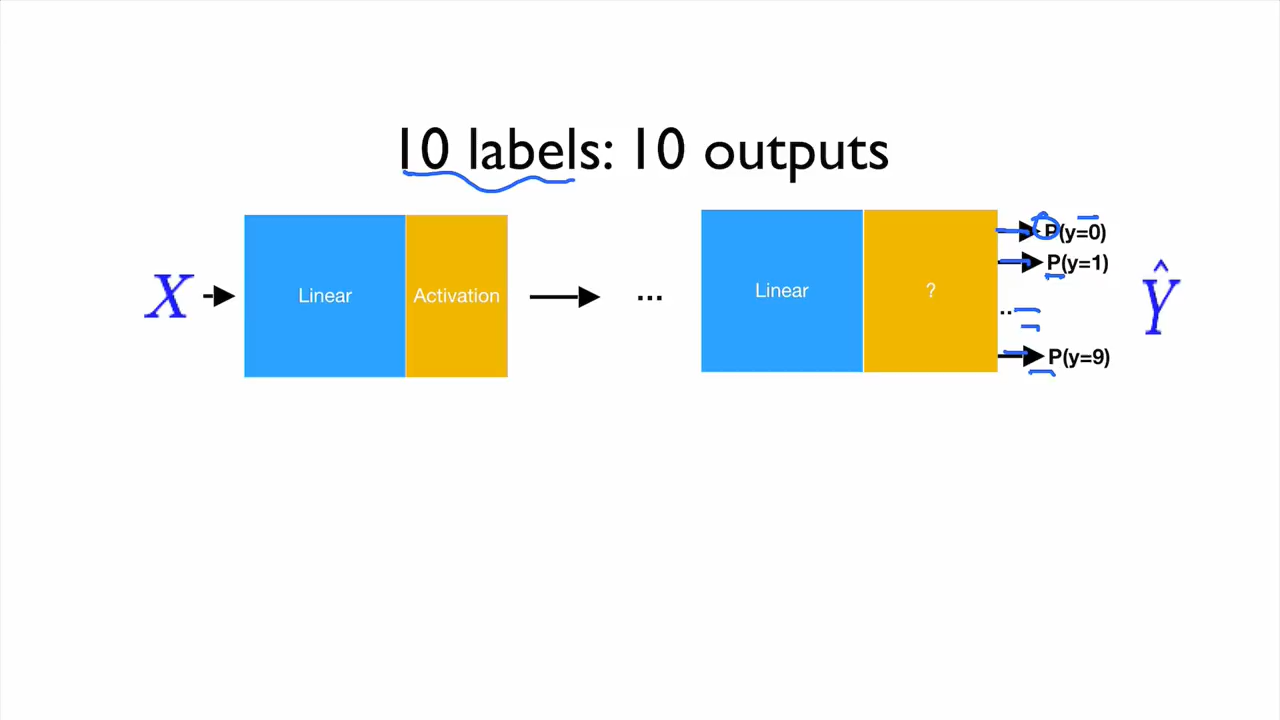 10 labels: 10 outputs
X
Linear
Activation
...
Linear
?
P(y=0)
P(y=1)
..
P(y=9)
Ŷ